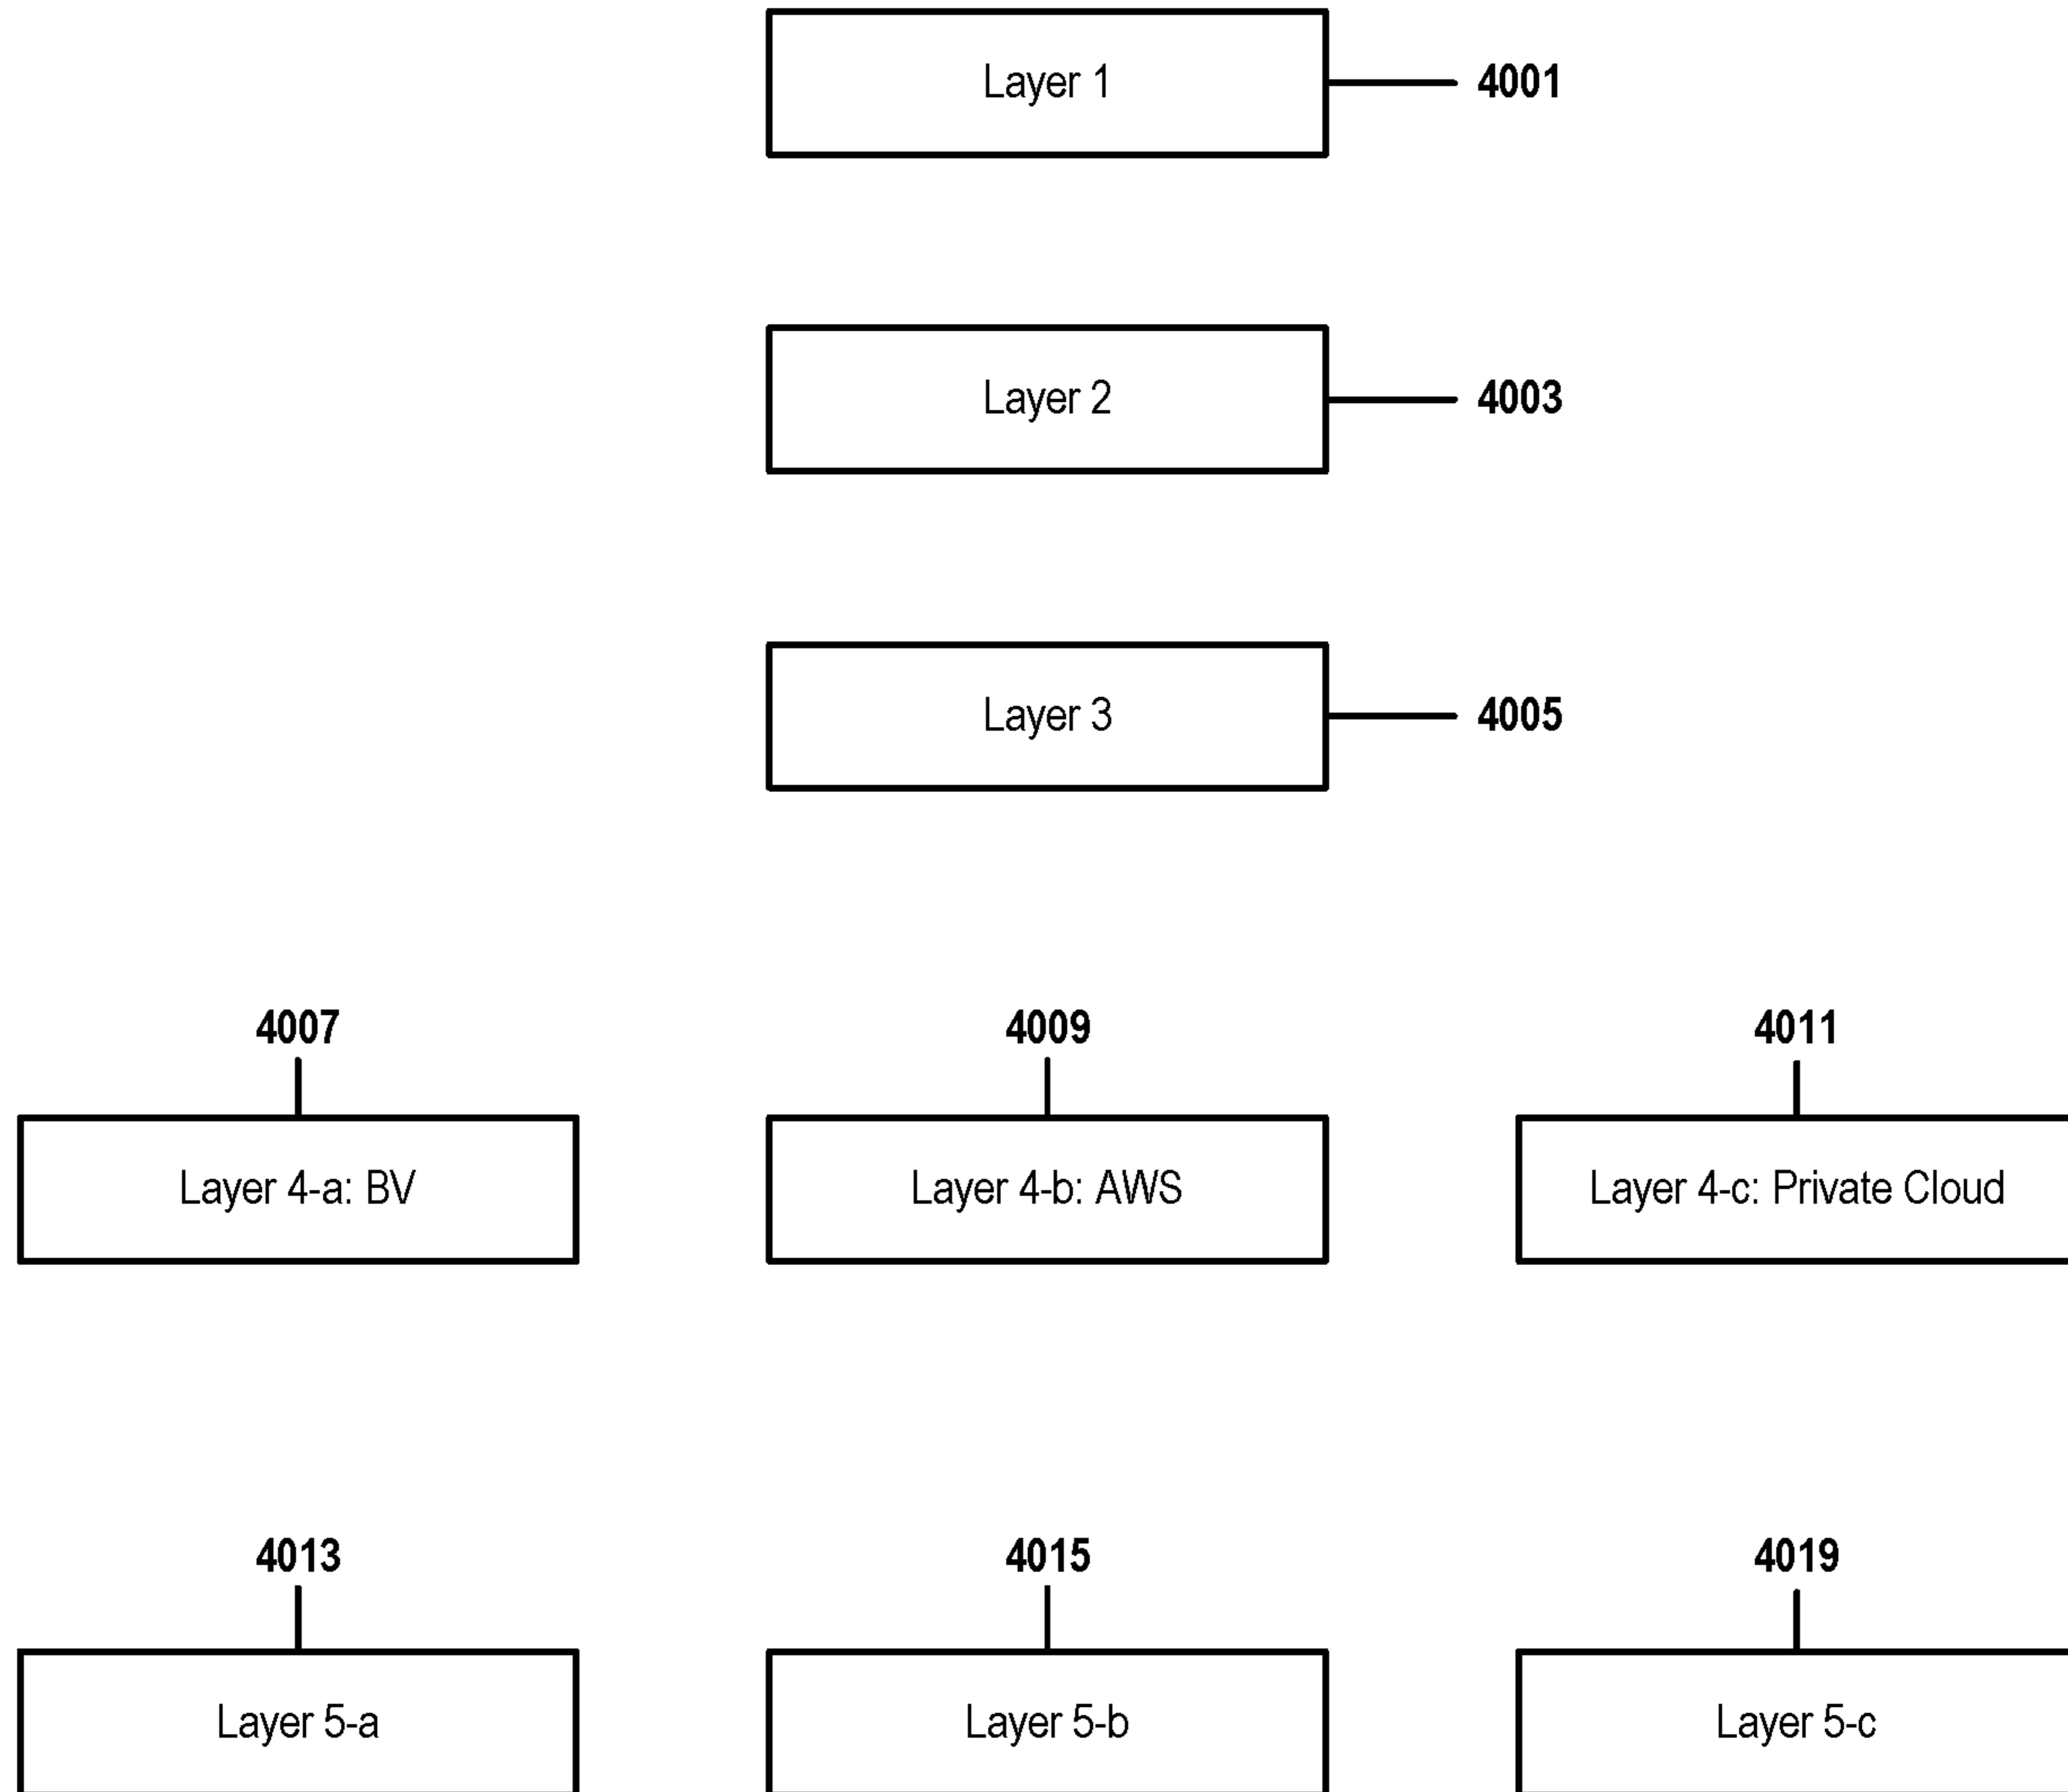 Layer 1
4001
Layer 2
4003
Layer 3
4005
4007
4009
4011
Layer 4-a: BV
Layer 4-b: AWS
Layer 4-c: Private Cloud
4013
4015
4019
Layer 5-a
Layer 5-b
Layer 5-c